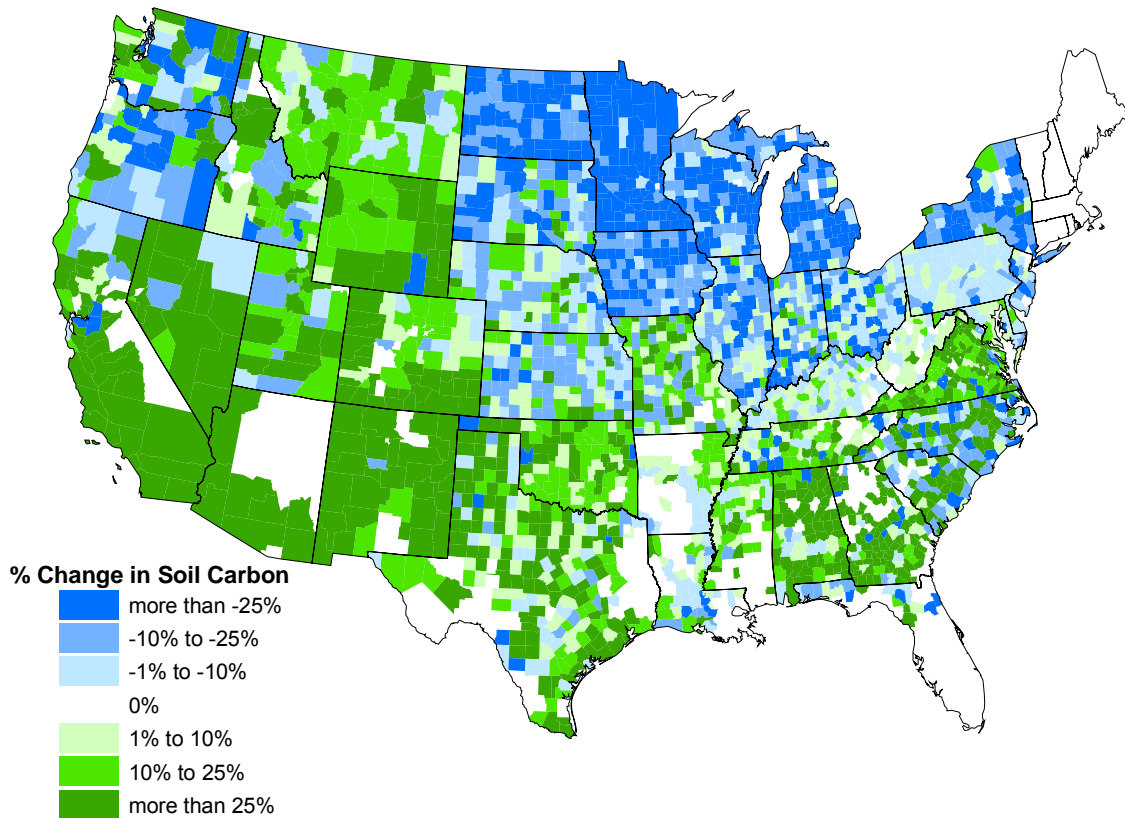 % Change in Soil Carbon
more than -25%
-10% to -25%
-1% to -10%
0%
1% to 10%
10% to 25%
more than 25%